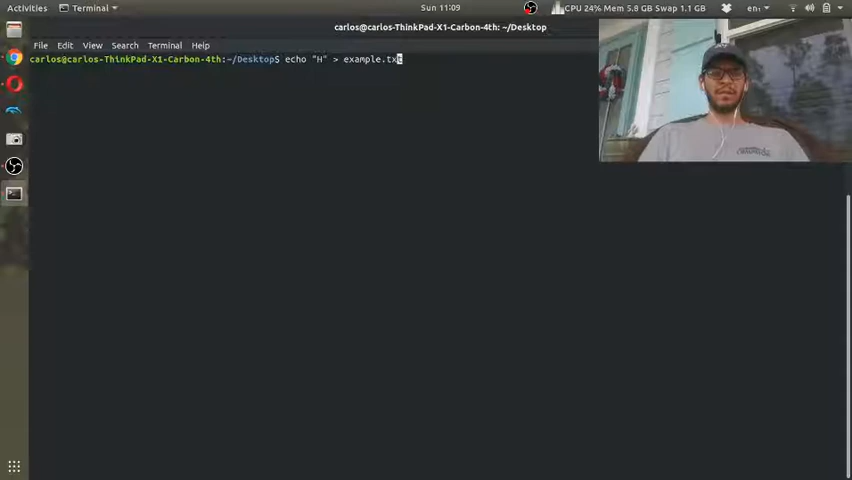 Activities Terminal Sun 11:09 CPU 24% Mem 5.8 GB Swap 1.1 GB en
carlos@carlos-ThinkPad-X1-Carbon-4th: ~/Desktop
File Edit View Search Terminal Help
carlos@carlos-ThinkPad-X1-Carbon-4th:~/Desktop$ echo "H" > example.txt